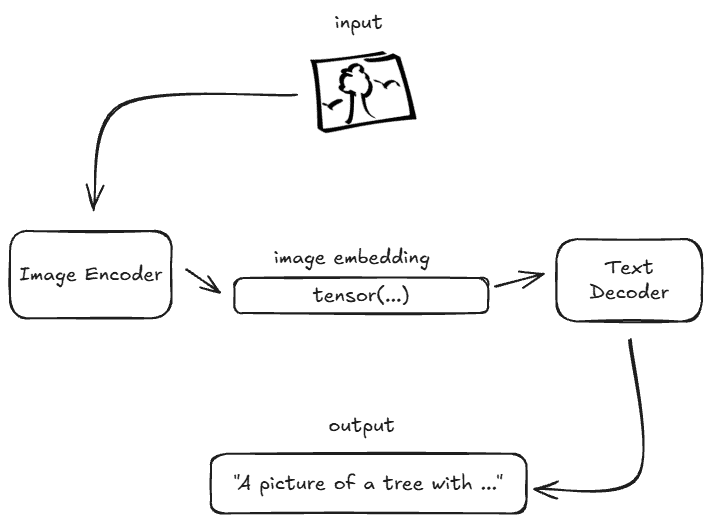 input
Image Encoder
image embedding
tensor(...)
Text
Decoder
output
"A picture of a tree with ..."